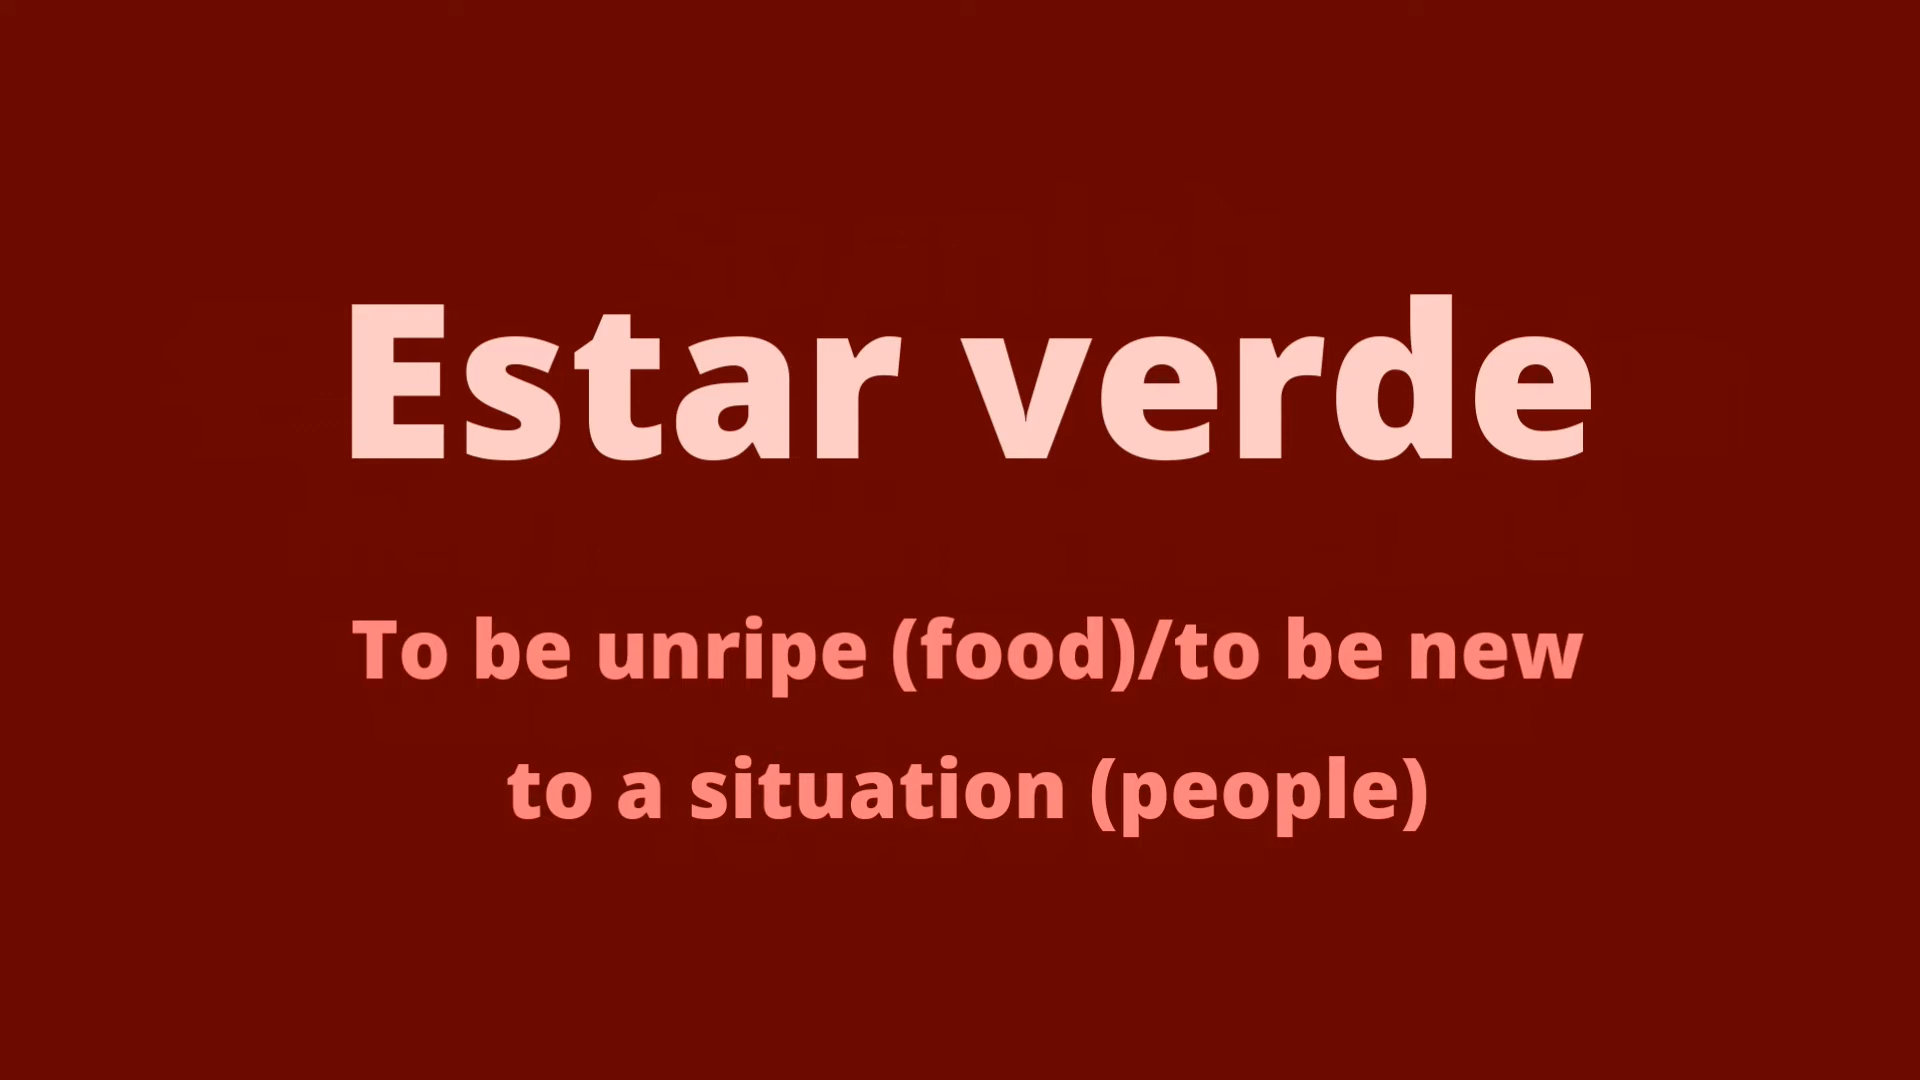 Estar verde
To be unripe (food)/to be new
to a situation (people)